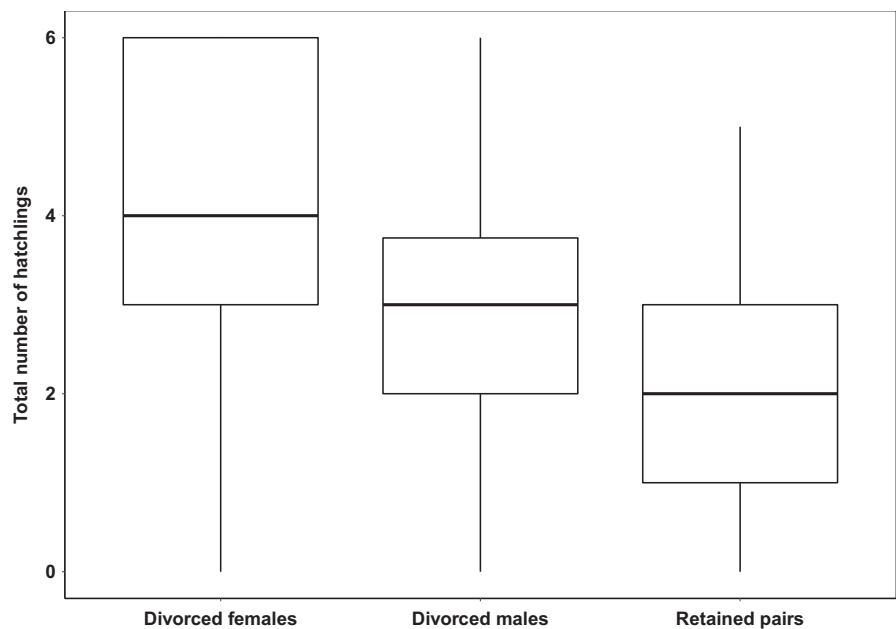 Total number of hatchlings
6
4
2
0
Divorced females
Divorced males
Retained pairs